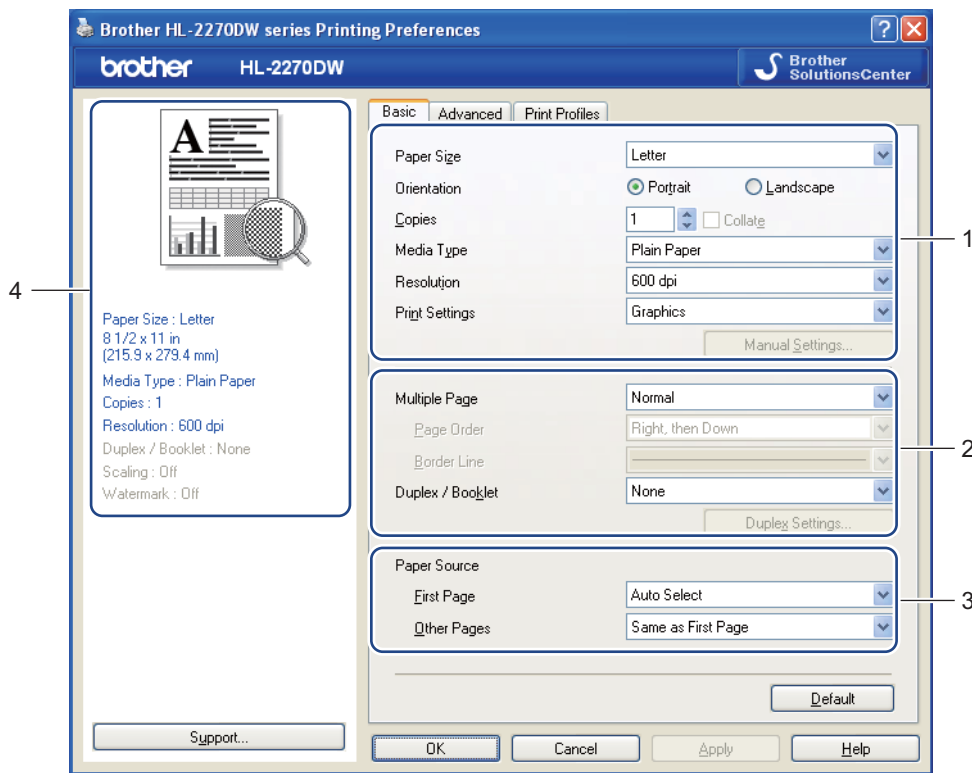 Brother HL-2270DW series Printing Preferences
brother HL-2270DW
Brother
SolutionsCenter
Basic Advanced Print Profiles
A
Paper Size Letter
Orientation Portrait Landscape
Copies 1 Collate
1
Media Type Plain Paper
Resolution 600 dpi
Print Settings Graphics
Manual Settings...
4
Paper Size : Letter
8 1/2 x 11 in
(215.9 x 279.4 mm)
Media Type : Plain Paper
Copies : 1
Resolution : 600 dpi
Duplex / Booklet : None
Scaling : Off
Watermark : Off
Multiple Page Normal
Page Order Right, then Down
Border Line
2
Duplex / Booklet None
Duplex Settings...
Paper Source
First Page Auto Select
3
Other Pages Same as First Page
Default
Support...
OK Cancel Apply Help